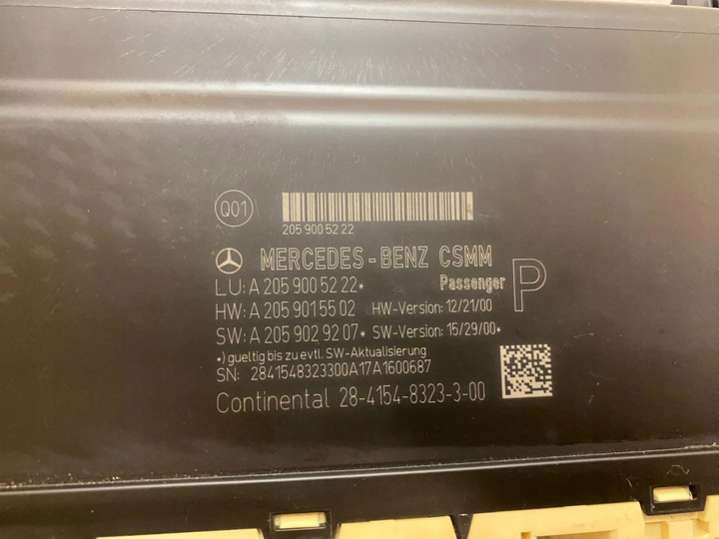 Q01
205 900 52 22
MERCEDES-BENZ CSMM
LU: A 205 900 52 22*
Passenger P
HW: A 205 901 55 02 HW-Version: 12/21/00
SW: A 205 902 92 07* SW-Version: 15/29/00*
*) gueltig bis zu evtl. SW-Aktualisierung
SN: 2841548323300A17A1600687
Continental 28-4154-8323-3-00